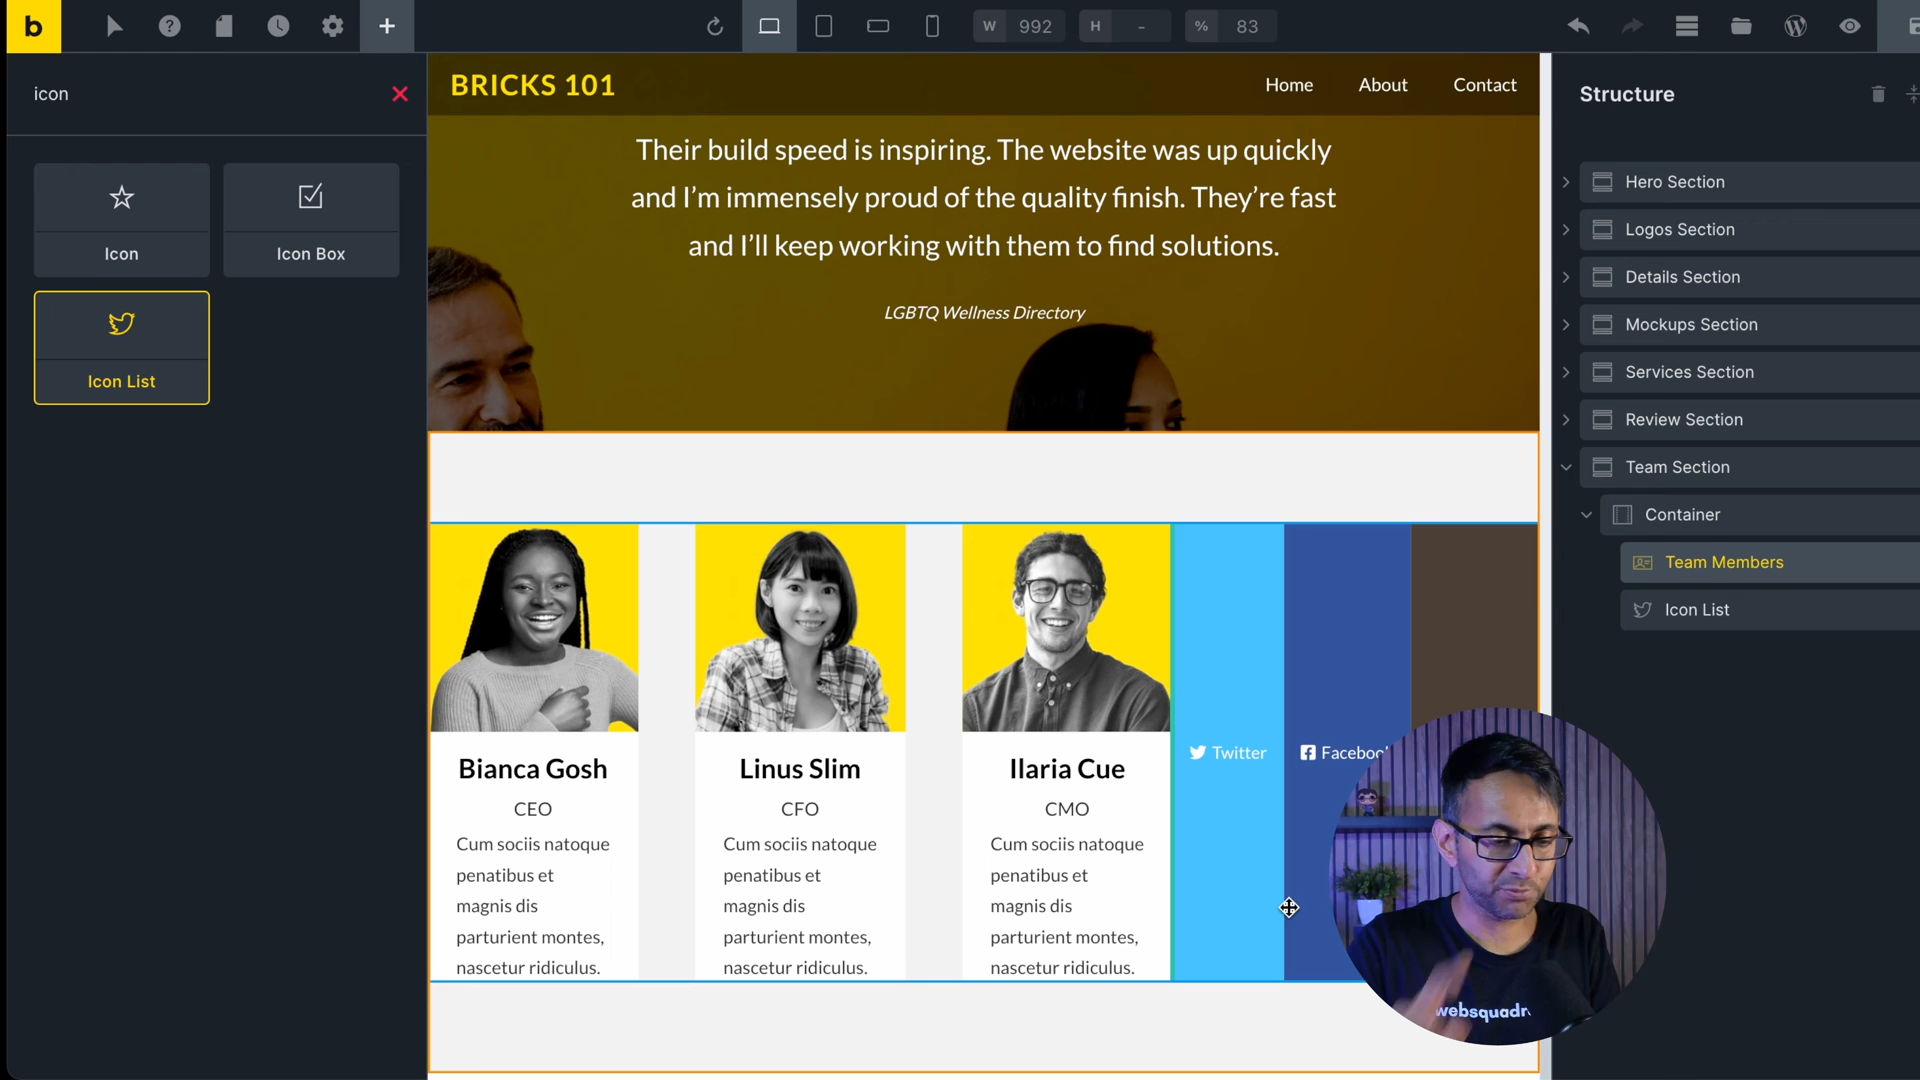 b
W 992 H - % 83
icon
Icon
Icon Box
Icon List
BRICKS 101
Home About Contact
Their build speed is inspiring. The website was up quickly
and I’m immensely proud of the quality finish. They’re fast
and I’ll keep working with them to find solutions.
LGBTQ Wellness Directory
Bianca Gosh
CEO
Cum sociis natoque
penatibus et
magnis dis
parturient montes,
nascetur ridiculus.
Linus Slim
CFO
Cum sociis natoque
penatibus et
magnis dis
parturient montes,
nascetur ridiculus.
Ilaria Cue
CMO
Cum sociis natoque
penatibus et
magnis dis
parturient montes,
nascetur ridiculus.
Twitter
Facebook
Structure
Hero Section
Logos Section
Details Section
Mockups Section
Services Section
Review Section
Team Section
Container
Team Members
Icon List
websquadr